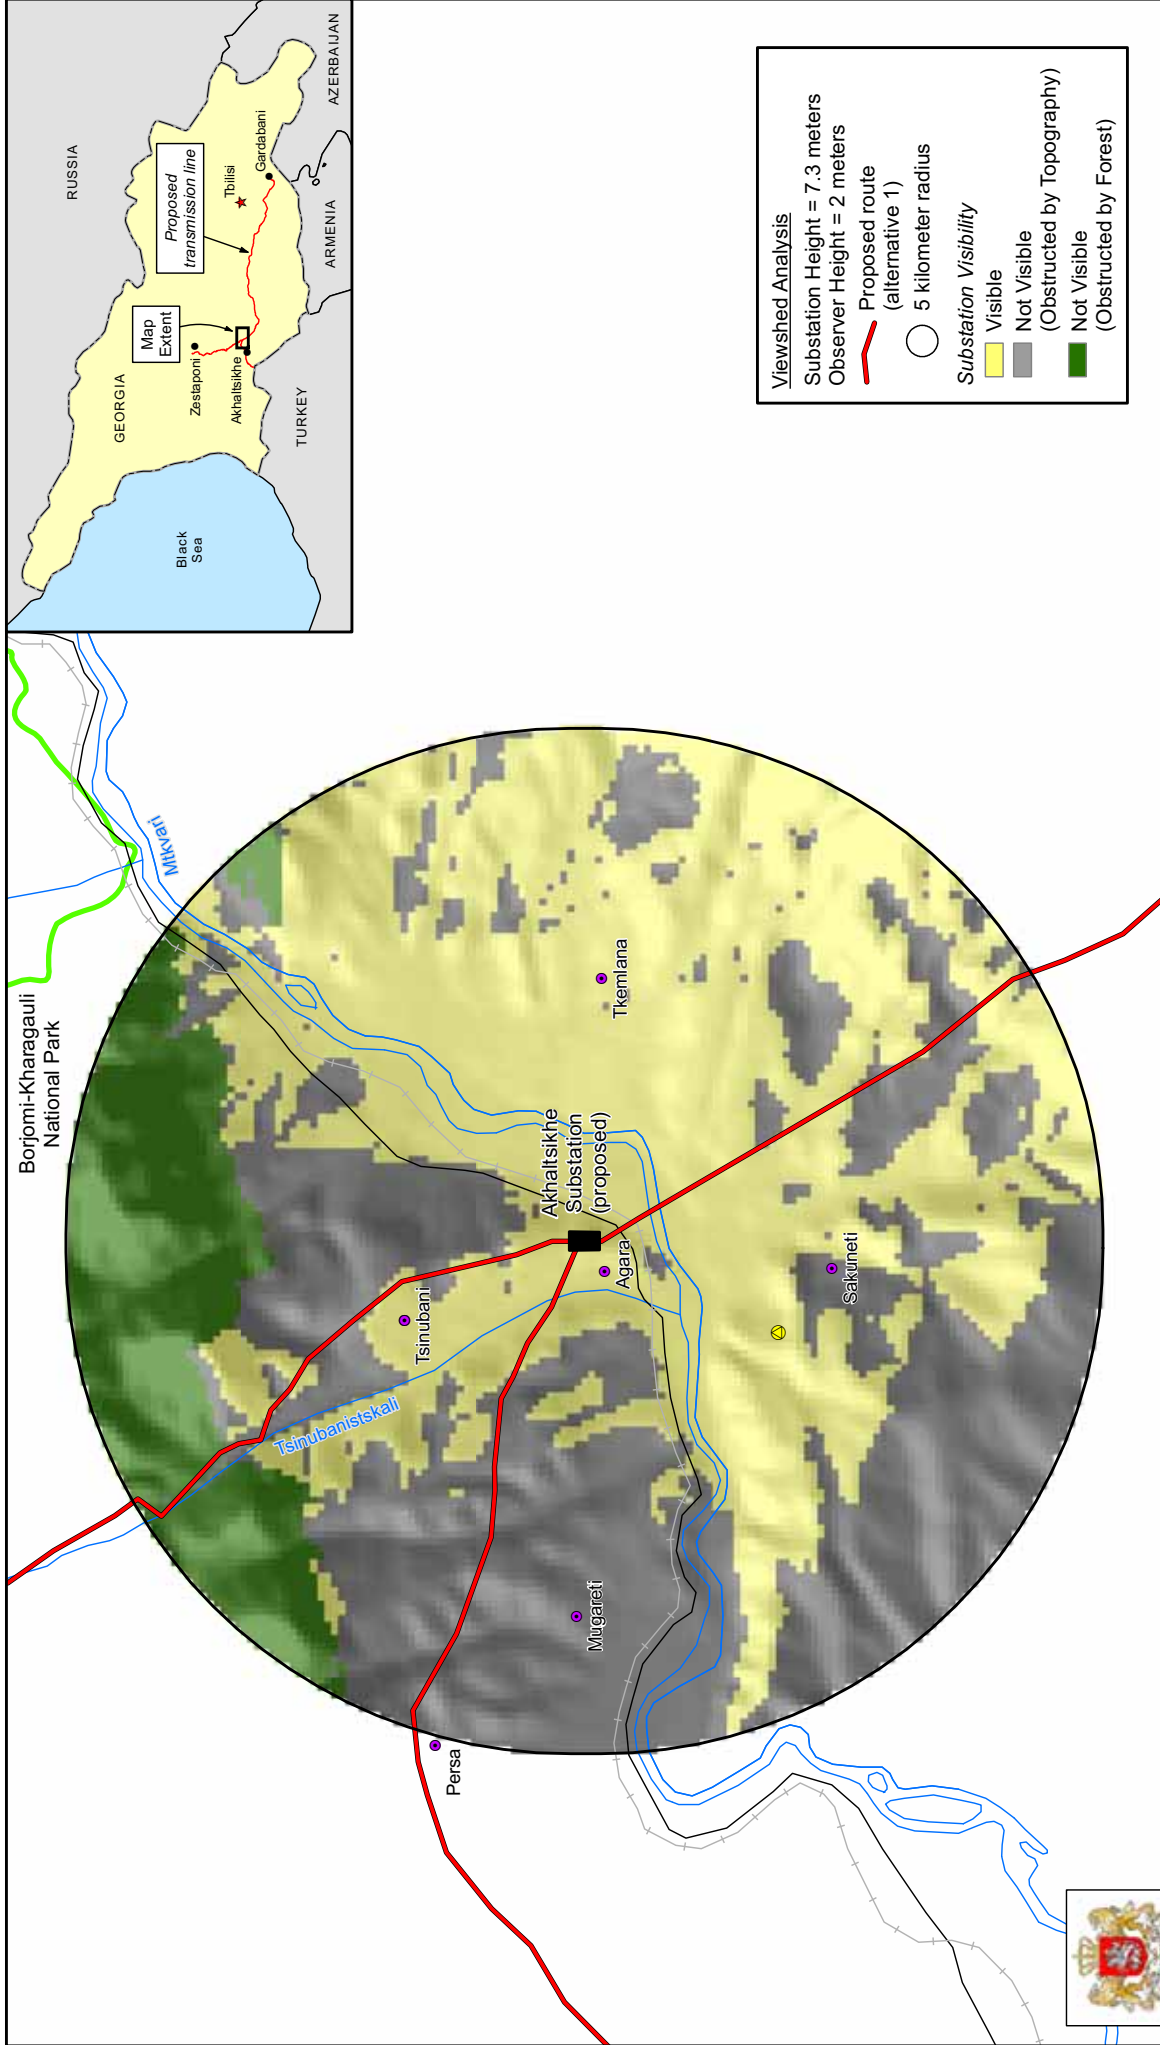 Borjomi-Kharagauli
National Park
Mtkvari
Tsinubanistskali
Tsinubani
Akhaltsikhe
Substation
(proposed)
Agara
Tkemlana
Sakuneti
Mugareti
Persa
RUSSIA
GEORGIA
AZERBAIJAN
ARMENIA
TURKEY
Black
Sea
Zestaponi
Akhaltsikhe
Tbilisi
Gardabani
Map
Extent
Proposed
transmission line
Viewshed Analysis
Substation Height = 7.3 meters
Observer Height = 2 meters
Proposed route
(alternative 1)
5 kilometer radius
Substation Visibility
Visible
Not Visible
(Obstructed by Topography)
Not Visible
(Obstructed by Forest)